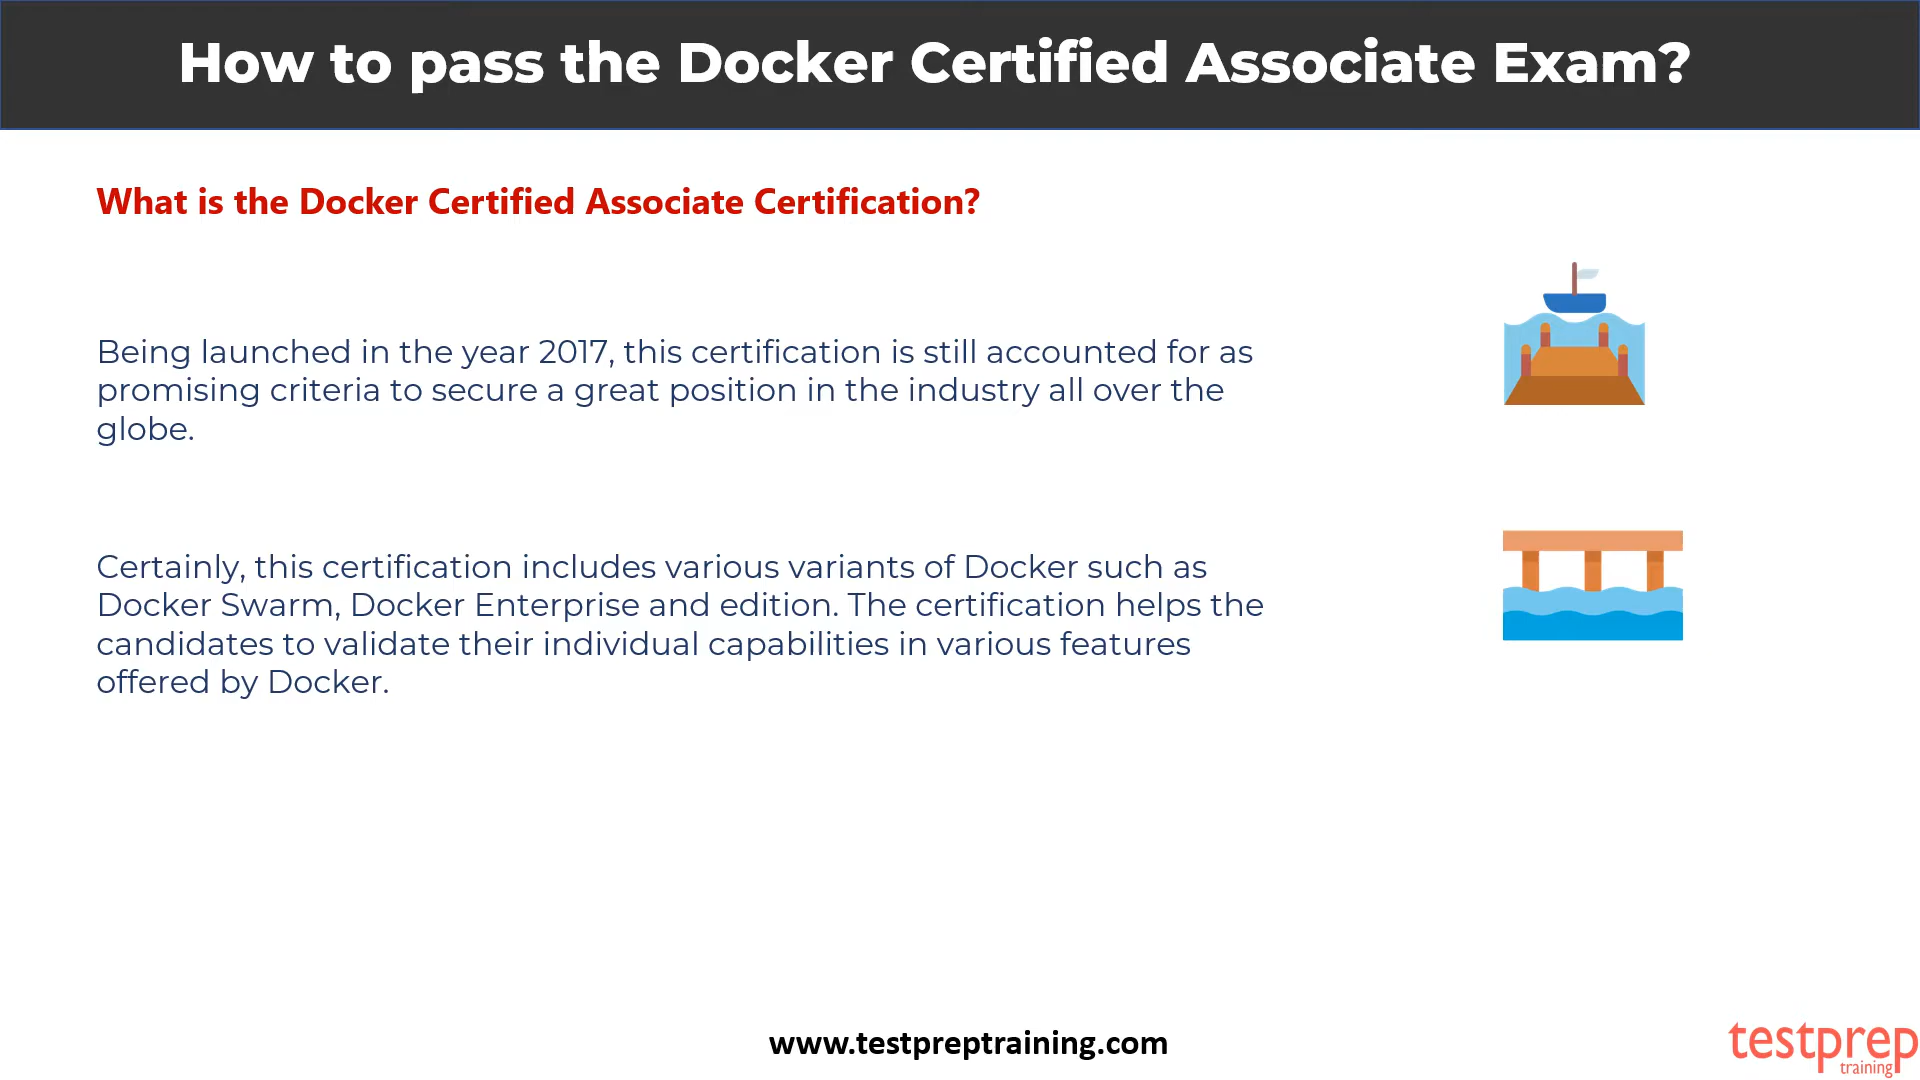 How to pass the Docker Certified Associate Exam?
What is the Docker Certified Associate Certification?
Being launched in the year 2017, this certification is still accounted for as
promising criteria to secure a great position in the industry all over the
globe.
Certainly, this certification includes various variants of Docker such as
Docker Swarm, Docker Enterprise and edition. The certification helps the
candidates to validate their individual capabilities in various features
offered by Docker.
www.testpreptraining.com
testprep
training